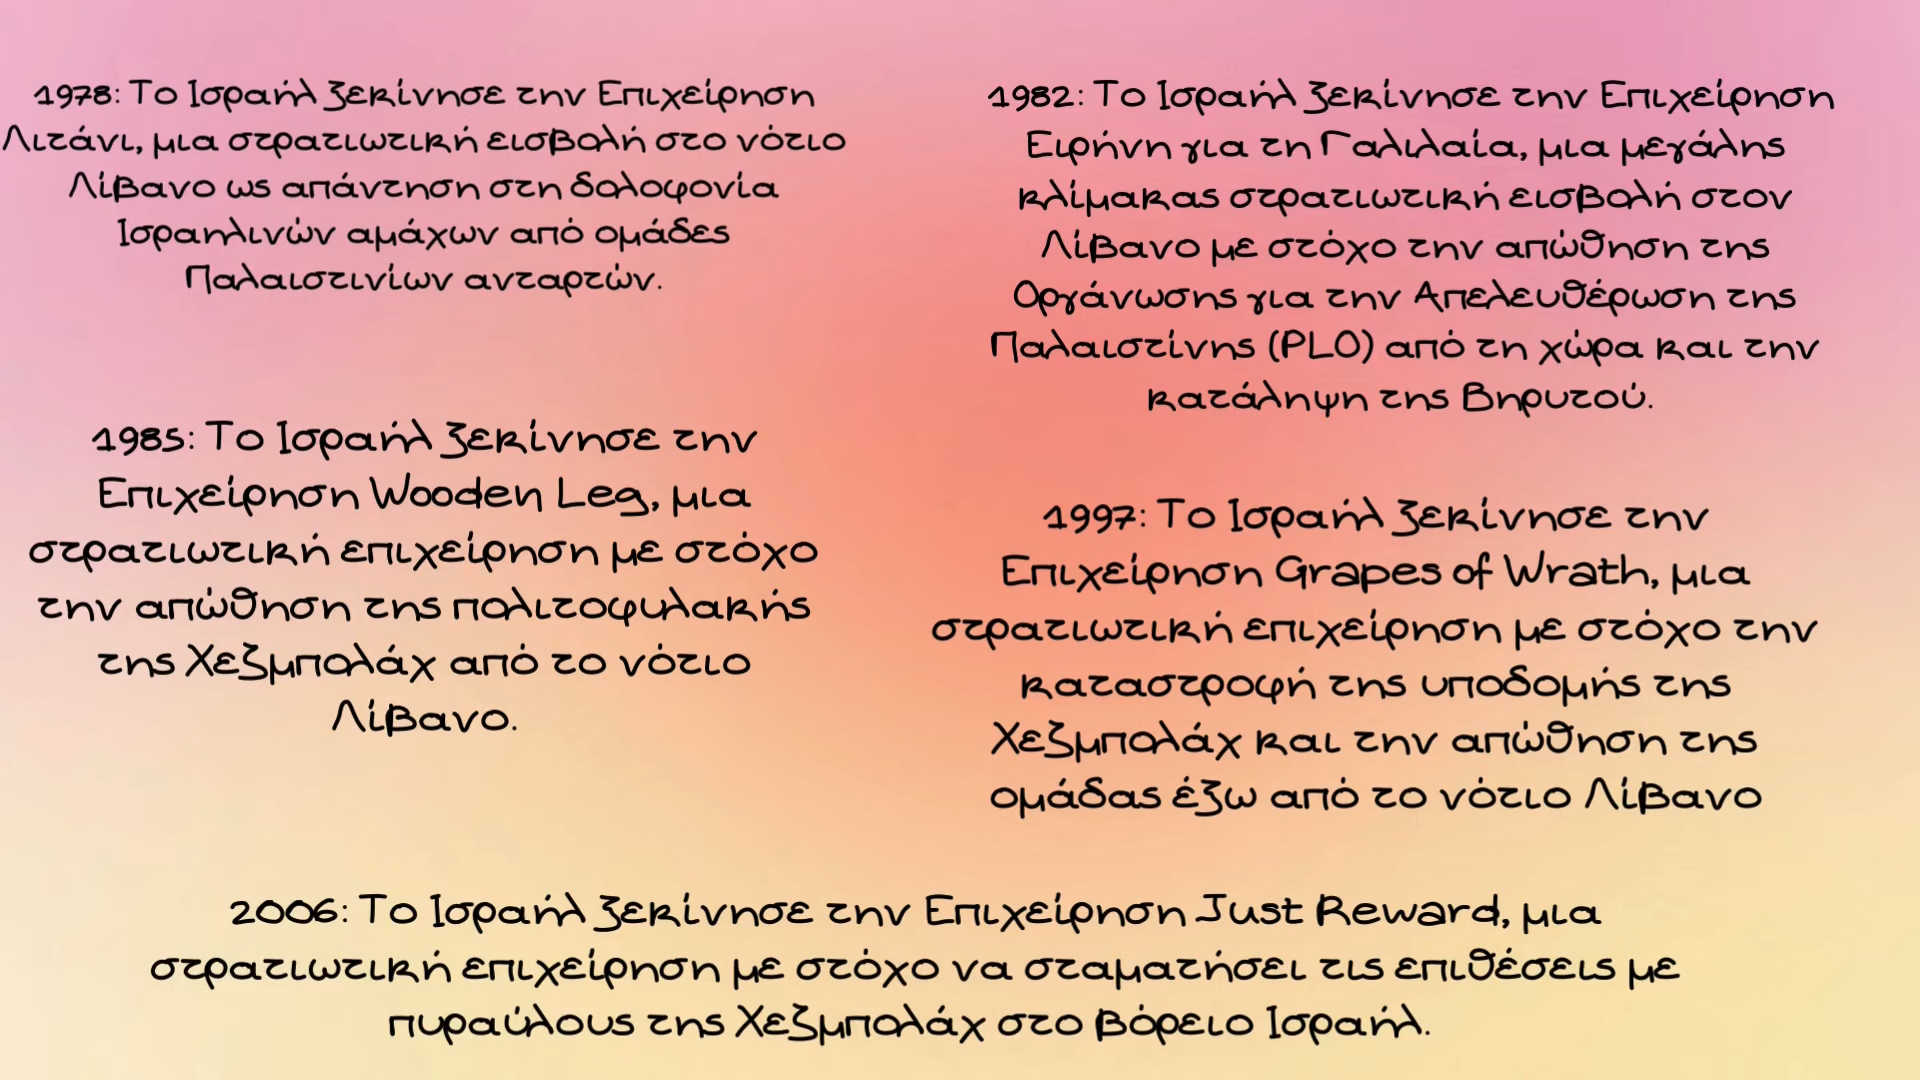 1978: Το Ισραήλ ξεκίνησε την Επιχείρηση
Λιτάνι, μια στρατιωτική εισβολή στο νότιο
Λίβανο ως απάντηση στη δολοφονία
Ισραηλινών αμάχων από ομάδες
Παλαιστινίων ανταρτών.
1982: Το Ισραήλ ξεκίνησε την Επιχείρηση
Ειρήνη για τη Γαλιλαία, μια μεγάλης
κλίμακας στρατιωτική εισβολή στον
Λίβανο με στόχο την απώθηση της
Οργάνωσης για την Απελευθέρωση της
Παλαιστίνης (PLO) από τη χώρα και την
κατάληψη της Βηρυτού.
1985: Το Ισραήλ ξεκίνησε την
Επιχείρηση Wooden Leg, μια
στρατιωτική επιχείρηση με στόχο
την απώθηση της πολιτοφυλακής
της Χεζμπολάχ από το νότιο
Λίβανο.
1997: Το Ισραήλ ξεκίνησε την
Επιχείρηση Grapes of Wrath, μια
στρατιωτική επιχείρηση με στόχο την
καταστροφή της υποδομής της
Χεζμπολάχ και την απώθηση της
ομάδας έξω από το νότιο Λίβανο
2006: Το Ισραήλ ξεκίνησε την Επιχείρηση Just Reward, μια
στρατιωτική επιχείρηση με στόχο να σταματήσει τις επιθέσεις με
πυραύλους της Χεζμπολάχ στο βόρειο Ισραήλ.